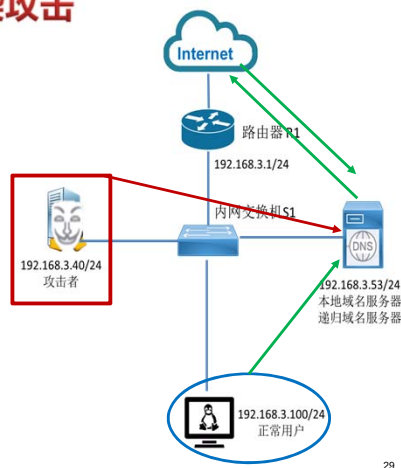 攻击
Internet
路由器R1
192.168.3.1/24
内网交换机S1
DNS
192.168.3.40/24
攻击者
192.168.3.53/24
本地域名服务器
递归域名服务器
192.168.3.100/24
正常用户
29